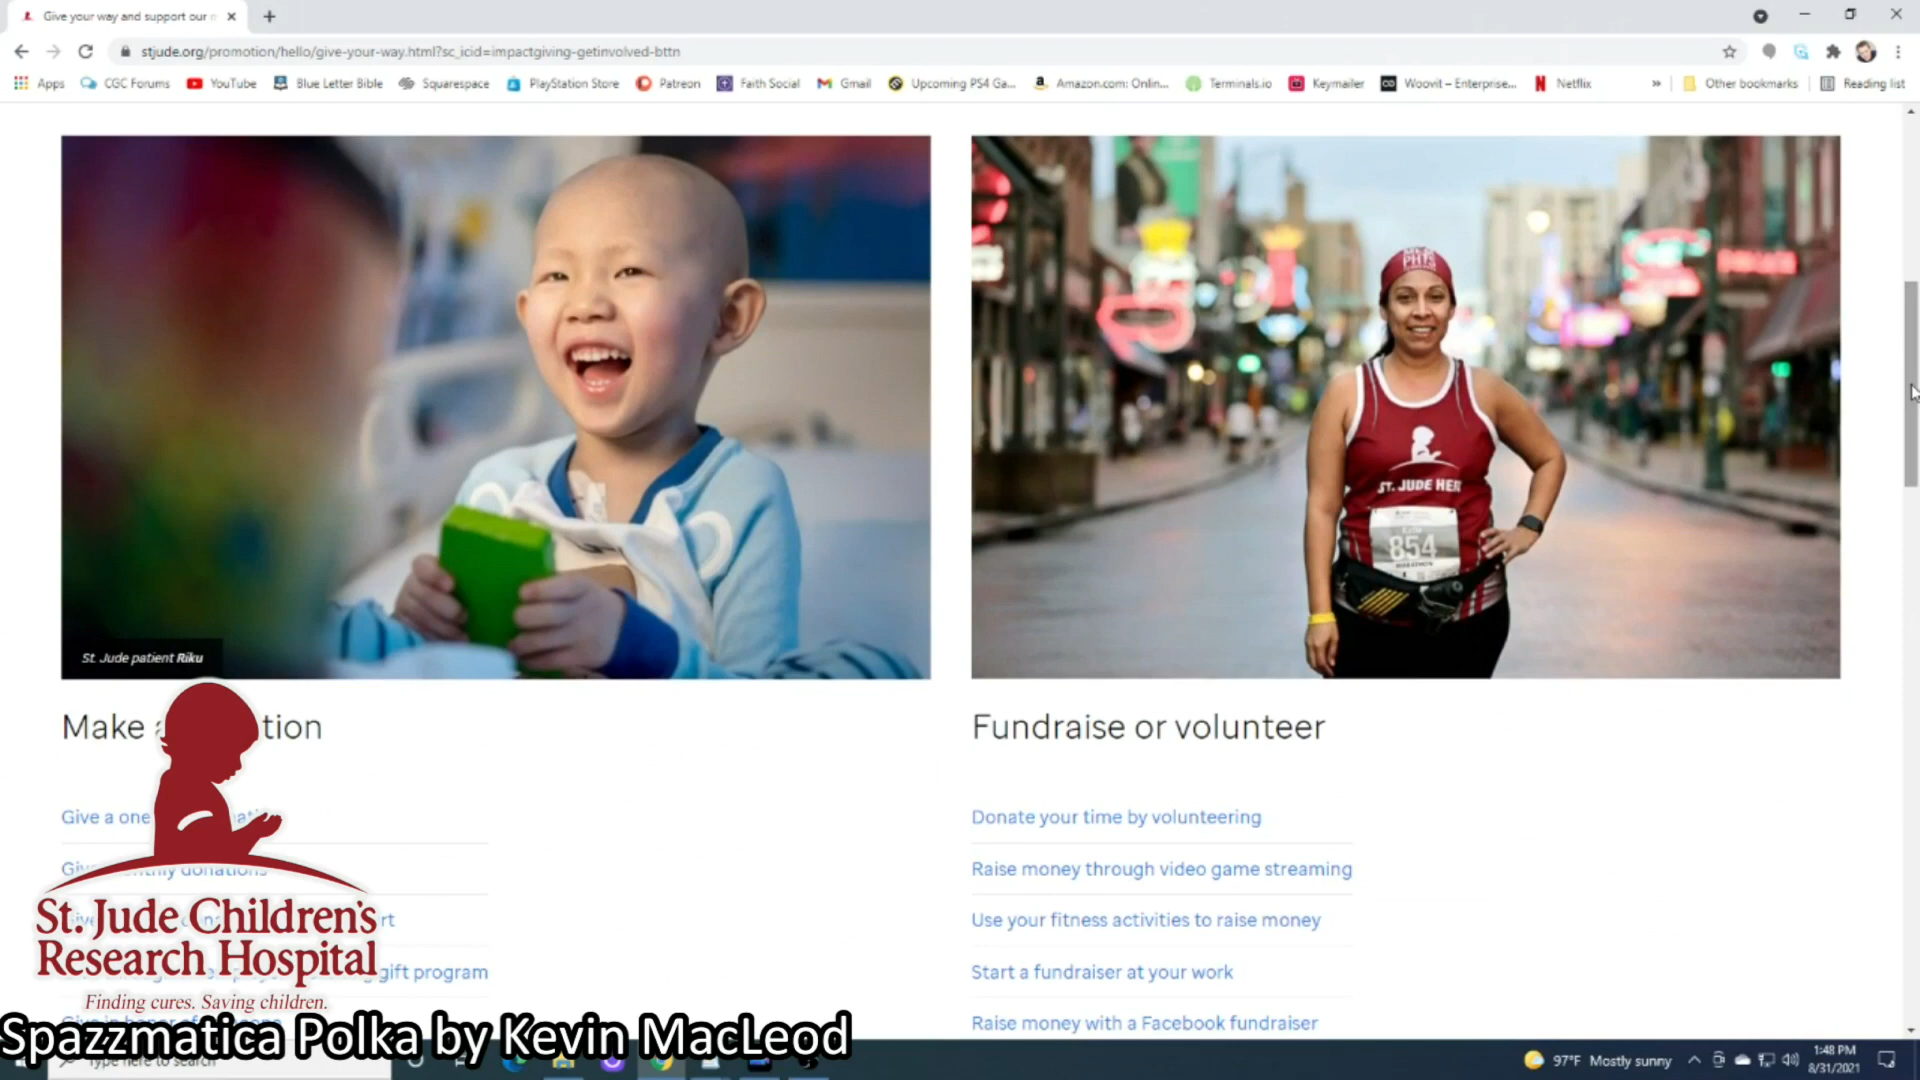 Give your way and support our m
stjude.org/promotion/hello/give-your-way.html?sc_icid=impactgiving-getinvolved-bttn
Apps CGC Forums YouTube Blue Letter Bible Squarespace PlayStation Store Patreon Faith Social Gmail Upcoming PS4 Ga... Amazon.com: Onlin... Terminals.io Keymailer Woovit – Enterprise... Netflix » Other bookmarks Reading list
ST. JUDE HER
854
St. Jude patient Riku
Make a tion
Fundraise or volunteer
Give a one
Donate your time by volunteering
donations
Raise money through video game streaming
Use your fitness activities to raise money
gift program
Start a fundraiser at your work
Raise money with a Facebook fundraiser
St. Jude Children's
Research Hospital
Finding cures. Saving children.
Spazzmatica Polka by Kevin MacLeod
Type here to search
97°F Mostly sunny
1:48 PM
8/31/2021